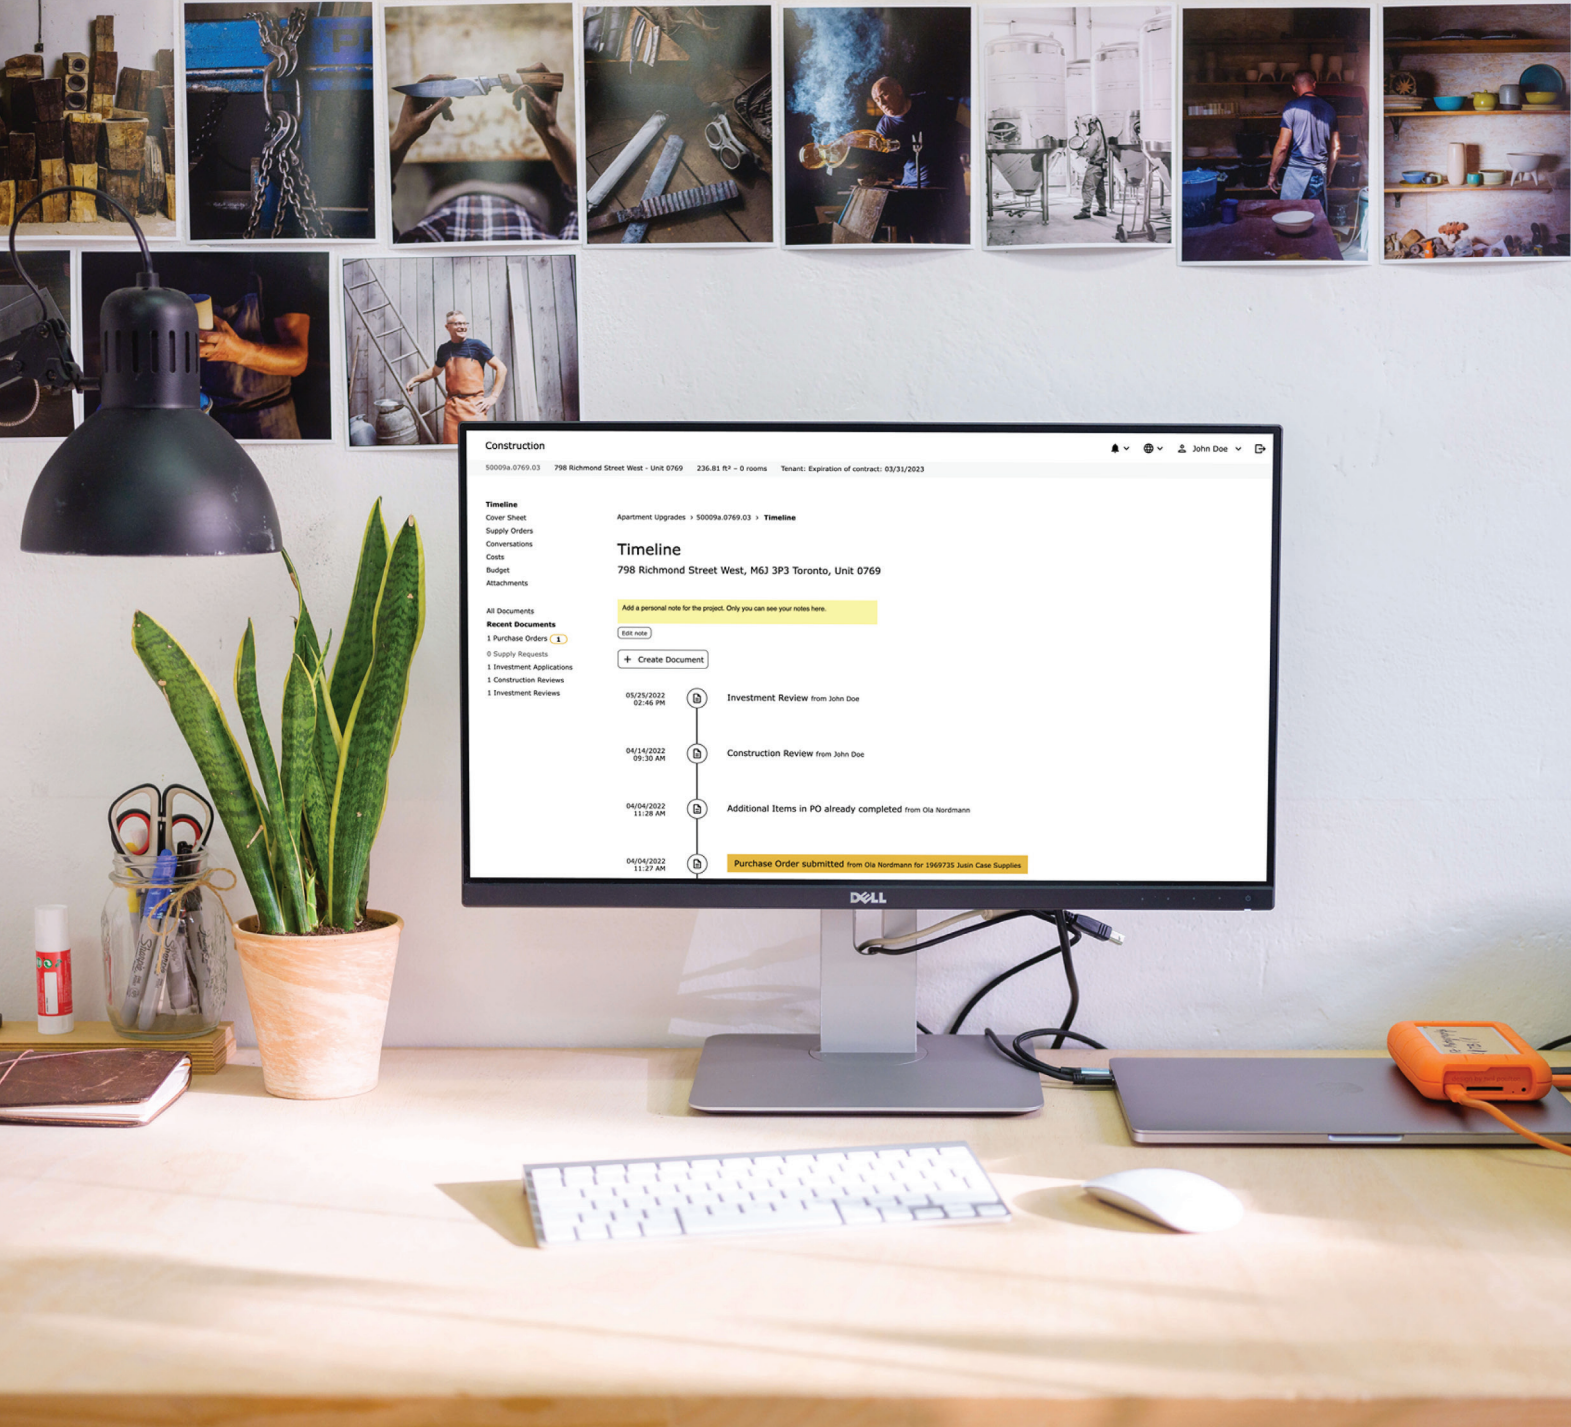 Construction
John Doe
50009a.0769.03 798 Richmond Street West - Unit 0769 236.81 ft² – 0 rooms Tenant: Expiration of contract: 03/31/2023
Timeline
Cover Sheet
Supply Orders
Conversations
Costs
Budget
Attachments
All Documents
Recent Documents
1 Purchase Orders 1
0 Supply Requests
1 Investment Applications
1 Construction Reviews
1 Investment Reviews
Apartment Upgrades › 50009a.0769.03 › Timeline
Timeline
798 Richmond Street West, M6J 3P3 Toronto, Unit 0769
Add a personal note for the project. Only you can see your notes here.
Edit note
+ Create Document
05/25/2022
02:46 PM
Investment Review from John Doe
04/14/2022
09:30 AM
Construction Review from John Doe
04/04/2022
11:28 AM
Additional Items in PO already completed from Ola Nordmann
04/04/2022
11:27 AM
Purchase Order submitted from Ola Nordmann for 1969735 Jusin Case Supplies
DELL
Sharpie